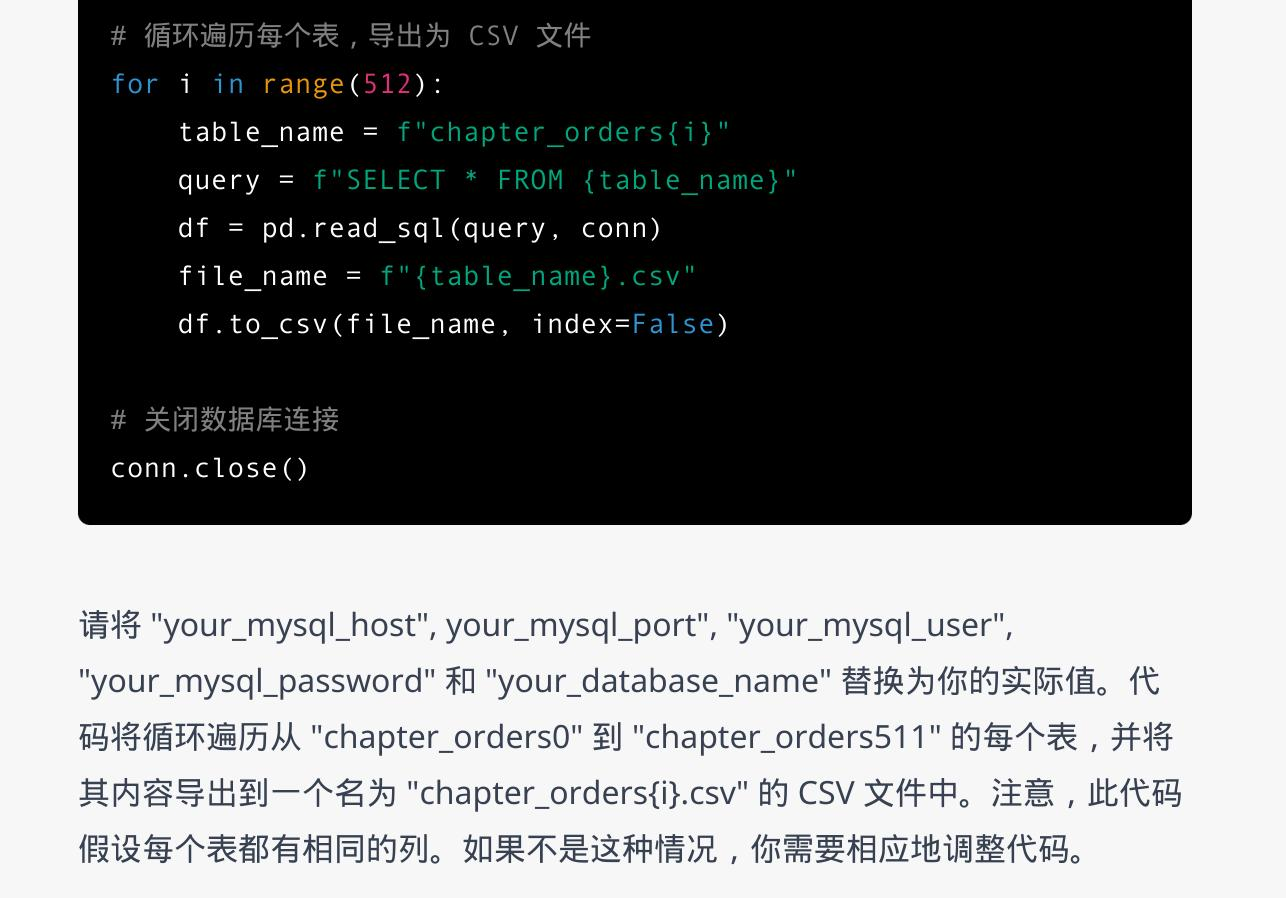 # 循环遍历每个表，导出为 CSV 文件
for i in range(512):
    table_name = f"chapter_orders{i}"
    query = f"SELECT * FROM {table_name}"
    df = pd.read_sql(query, conn)
    file_name = f"{table_name}.csv"
    df.to_csv(file_name, index=False)
# 关闭数据库连接
conn.close()
请将 "your_mysql_host", your_mysql_port", "your_mysql_user",
"your_mysql_password" 和 "your_database_name" 替换为你的实际值。代
码将循环遍历从 "chapter_orders0" 到 "chapter_orders511" 的每个表，并将
其内容导出到一个名为 "chapter_orders{i}.csv" 的 CSV 文件中。注意，此代码
假设每个表都有相同的列。如果不是这种情况，你需要相应地调整代码。